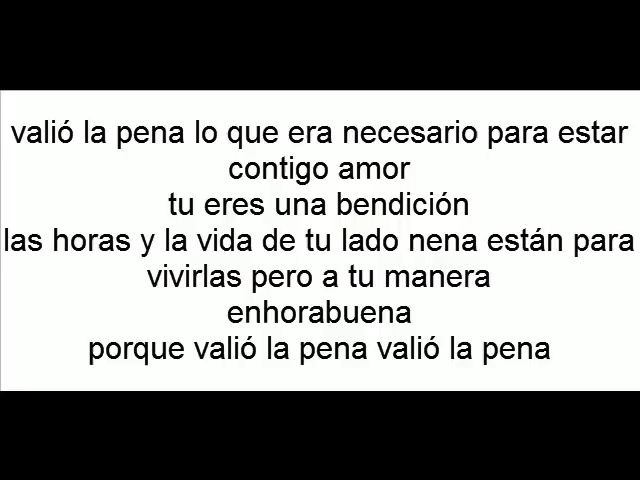 valió la pena lo que era necesario para estar
contigo amor
tu eres una bendición
las horas y la vida de tu lado nena están para
vivirlas pero a tu manera
enhorabuena
porque valió la pena valió la pena